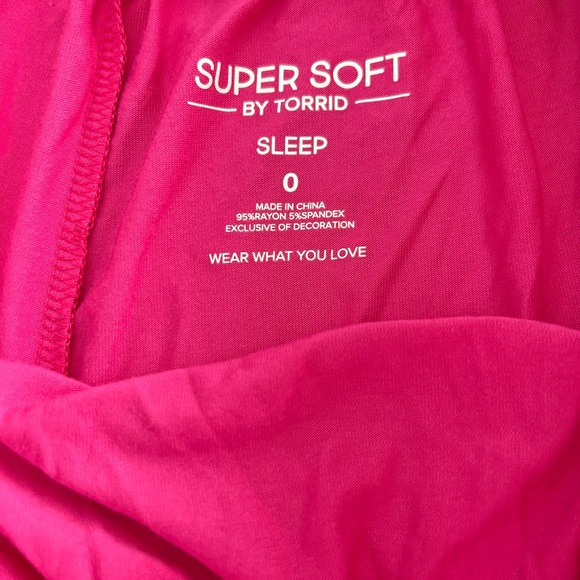 SUPER SOFT
BY TORRID
SLEEP
0
MADE IN CHINA
95%RAYON 5%SPANDEX
EXCLUSIVE OF DECORATION
WEAR WHAT YOU LOVE